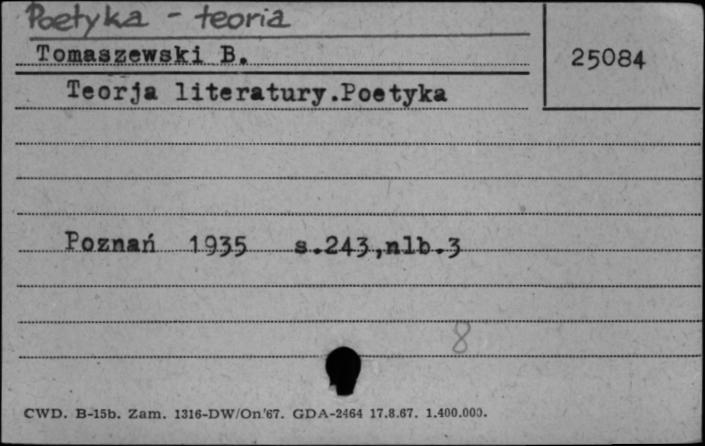 Poetyka - teoria
Tomaszewski B.
25084
Teorja literatury.Poetyka
Poznań 1935 s.243,nlb.3
8
CWD. B-15b. Zam. 1316-DW/On.'67. GDA-2464 17.8.67. 1.400.000.